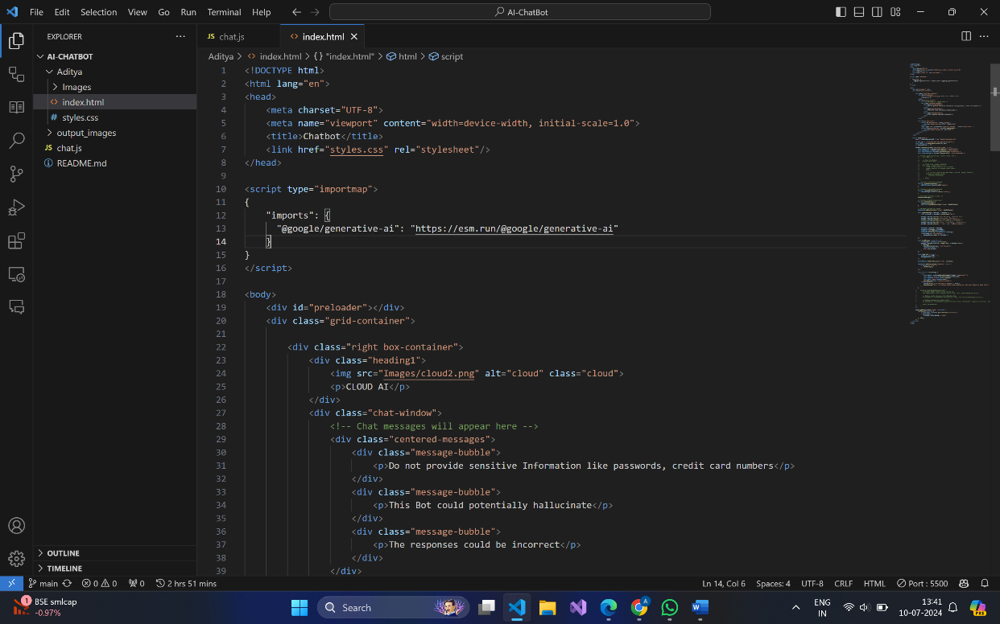 File Edit Selection View Go Run Terminal Help
AI-ChatBot
EXPLORER
AI-CHATBOT
Aditya
Images
<> index.html
# styles.css
output_images
JS chat.js
README.md
OUTLINE
TIMELINE
JS chat.js
<> index.html
Aditya > <> index.html > {} "index.html" > html > script
1 <!DOCTYPE html>
2 <html lang="en">
3 <head>
4 <meta charset="UTF-8">
5 <meta name="viewport" content="width=device-width, initial-scale=1.0">
6 <title>Chatbot</title>
7 <link href="styles.css" rel="stylesheet"/>
8 </head>
9
10 <script type="importmap">
11 {
12 "imports": {
13 "@google/generative-ai": "https://esm.run/@google/generative-ai"
14 }
15 }
16 </script>
17
18 <body>
19 <div id="preloader"></div>
20 <div class="grid-container">
21
22 <div class="right box-container">
23 <div class="heading1">
24 <img src="Images/cloud2.png" alt="cloud" class="cloud">
25 <p>CLOUD AI</p>
26 </div>
27 <div class="chat-window">
28 <!-- Chat messages will appear here -->
29 <div class="centered-messages">
30 <div class="message-bubble">
31 <p>Do not provide sensitive Information like passwords, credit card numbers</p>
32 </div>
33 <div class="message-bubble">
34 <p>This Bot could potentially hallucinate</p>
35 </div>
36 <div class="message-bubble">
37 <p>The responses could be incorrect</p>
38 </div>
39 </div>
main 0 0 0 2 hrs 51 mins
Ln 14, Col 6 Spaces: 4 UTF-8 CRLF HTML Port : 5500
1
BSE smlcap
-0.97%
Search
A
W
ENG
IN
13:41
10-07-2024
PRE